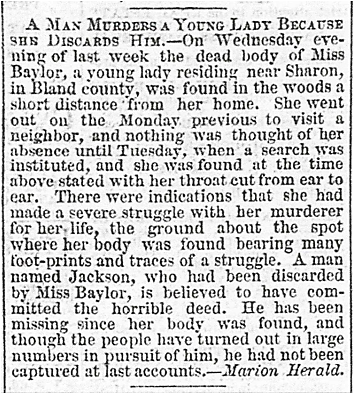 A MAN MURDERS A YOUNG LADY BECAUSE
SHE DISCARDS HIM.—On Wednesday eve-
ning of last week the dead body of Miss
Baylor, a young lady residing near Sharon,
in Bland county, was found in the woods a
short distance from her home. She went
out on the Monday previous to visit a
neighbor, and nothing was thought of her
absence until Tuesday, when a search was
instituted, and she was found at the time
above stated with her throat cut from ear to
ear. There were indications that she had
made a severe struggle with her murderer
for her life, the ground about the spot
where her body was found bearing many
foot-prints and traces of a struggle. A man
named Jackson, who had been discarded
by Miss Baylor, is believed to have com-
mitted the horrible deed. He has been
missing since her body was found, and
though the people have turned out in large
numbers in pursuit of him, he had not been
captured at last accounts.—Marion Herald.